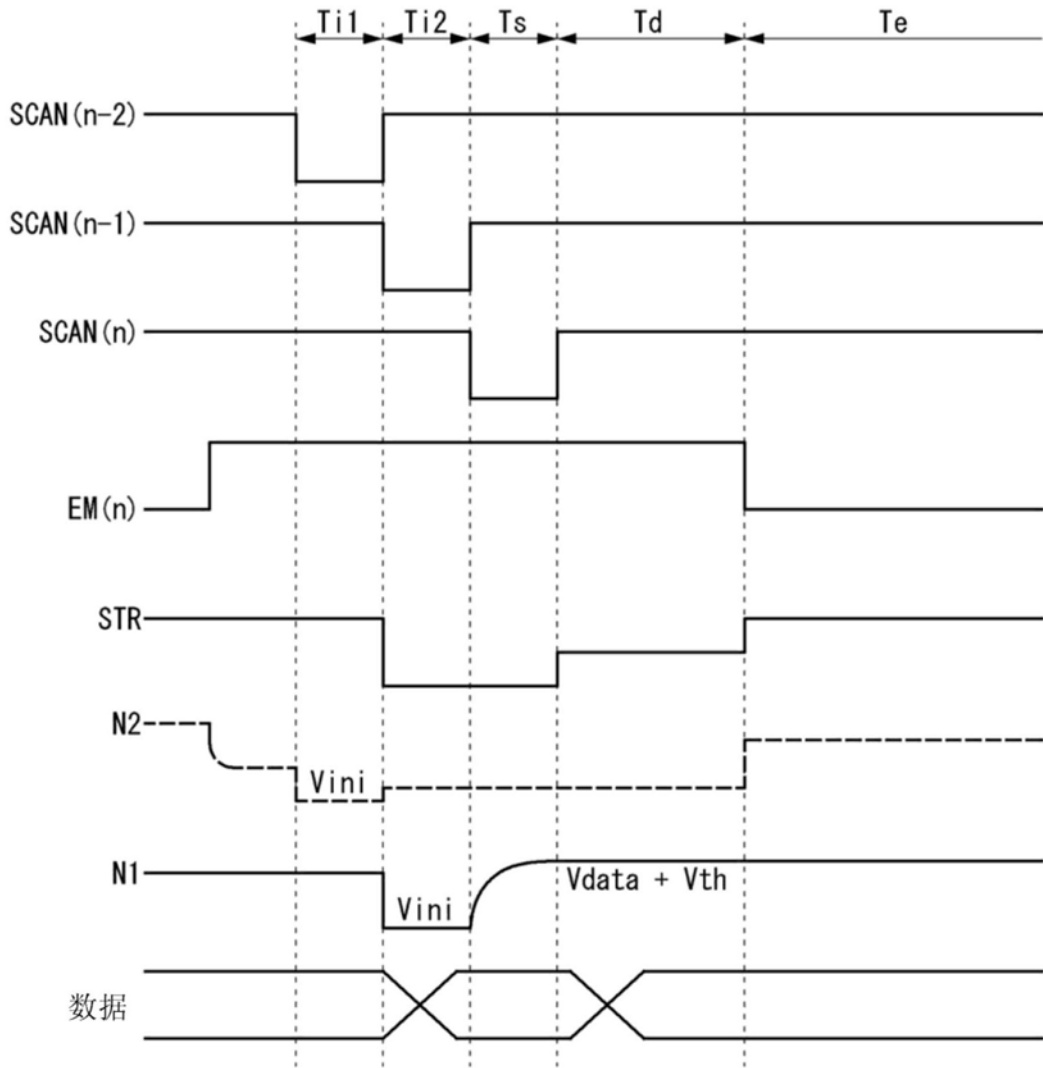 Ti1 Ti2 Ts Td Te
SCAN(n-2)
SCAN(n-1)
SCAN(n)
EM(n)
STR
N2
Vini
N1
Vdata + Vth
Vini
数据